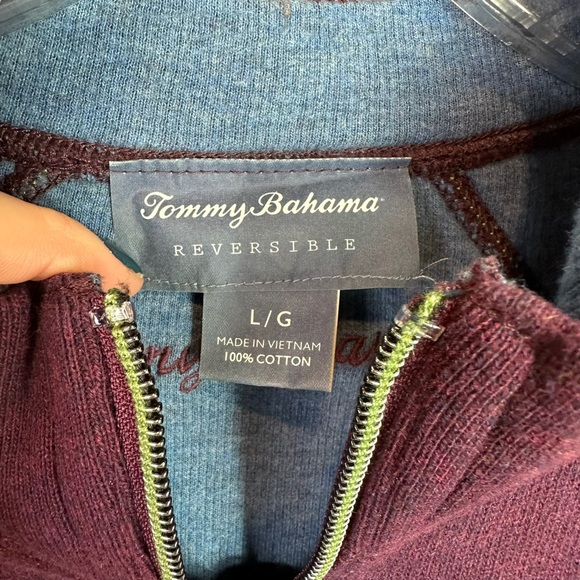 Tommy Bahama
REVERSIBLE
L/G
MADE IN VIETNAM
100% COTTON